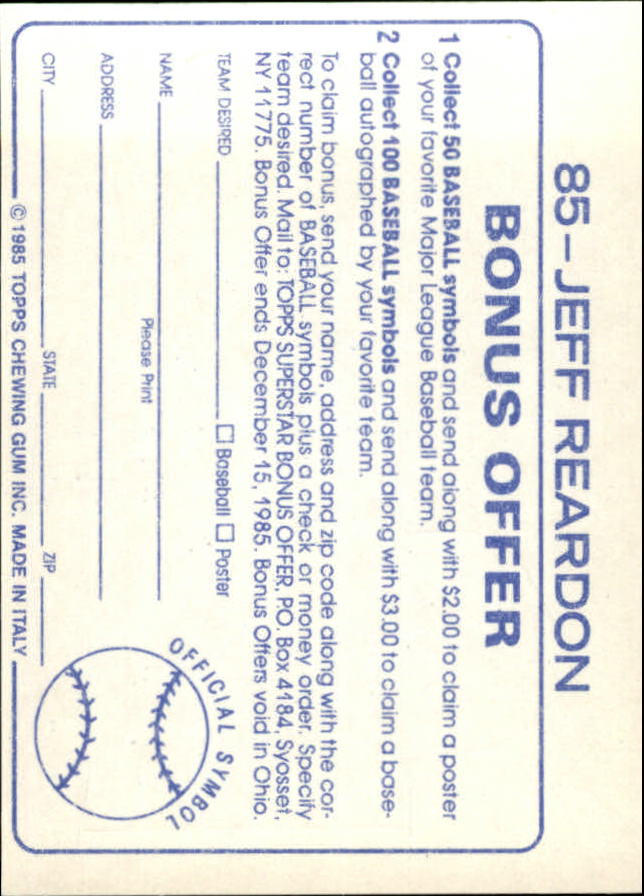 85-JEFF REARDON
BONUS OFFER
1 Collect 50 BASEBALL symbols and send along with $2.00 to claim a poster
of your favorite Major League Baseball team.
2 Collect 100 BASEBALL symbols and send along with $3.00 to claim a base-
ball autographed by your favorite team.
To claim bonus, send your name, address and zip code along with the cor-
rect number of BASEBALL symbols plus a check or money order. Specify
team desired. Mail to: TOPPS SUPERSTAR BONUS OFFER, P.O. Box 4184, Syosset,
NY 11775. Bonus Offer ends December 15, 1985. Bonus Offers void in Ohio.
TEAM DESIRED Baseball Poster
NAME
Please Print
ADDRESS
CITY STATE ZIP
OFFICIAL SYMBOL
© 1985 TOPPS CHEWING GUM INC. MADE IN ITALY